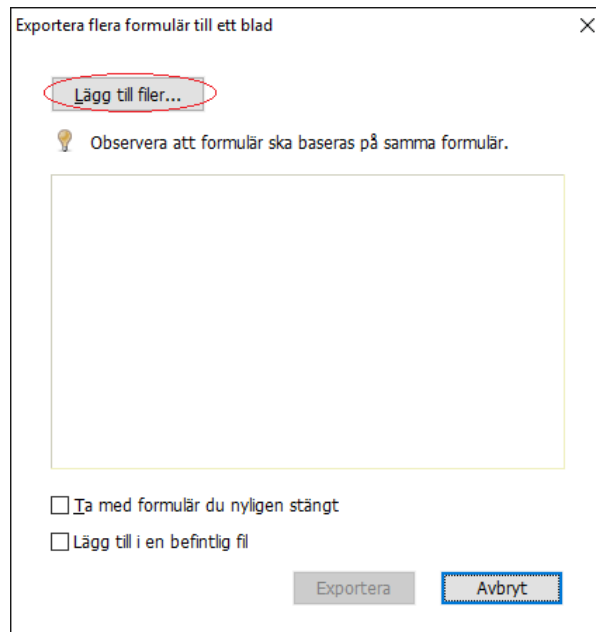 Exportera flera formulär till ett blad
Lägg till filer...
Observera att formulär ska baseras på samma formulär.
Ta med formulär du nyligen stängt
Lägg till i en befintlig fil
Exportera
Avbryt